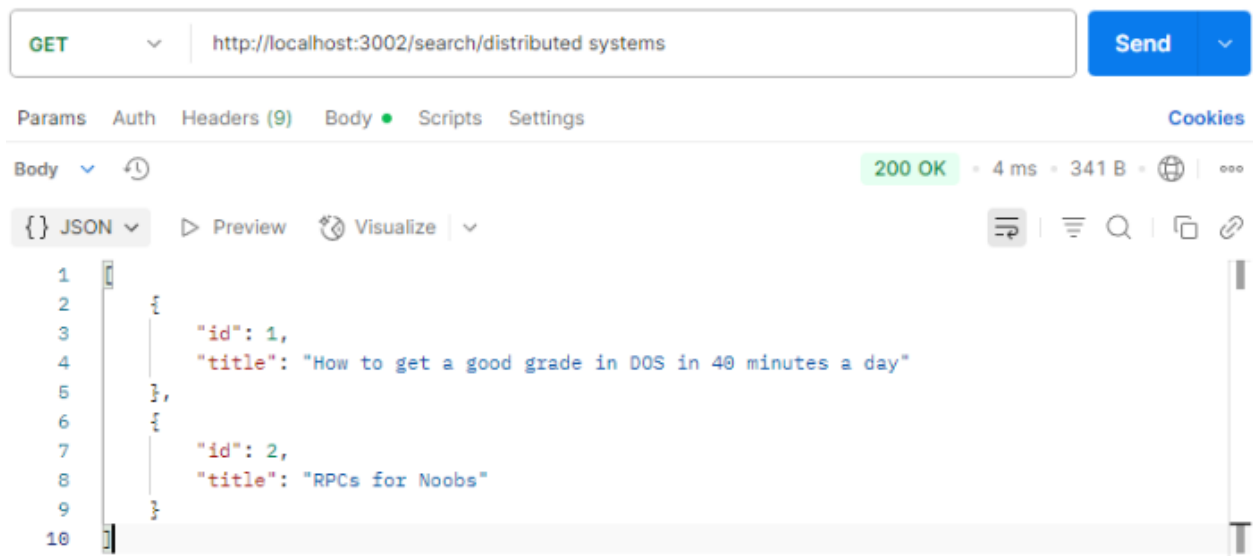 GET http://localhost:3002/search/distributed systems Send
Params Auth Headers (9) Body Scripts Settings Cookies
Body 200 OK 4 ms 341 B
{} JSON Preview Visualize
1 [
2 {
3 "id": 1,
4 "title": "How to get a good grade in DOS in 40 minutes a day"
5 },
6 {
7 "id": 2,
8 "title": "RPCs for Noobs"
9 }
10 ]